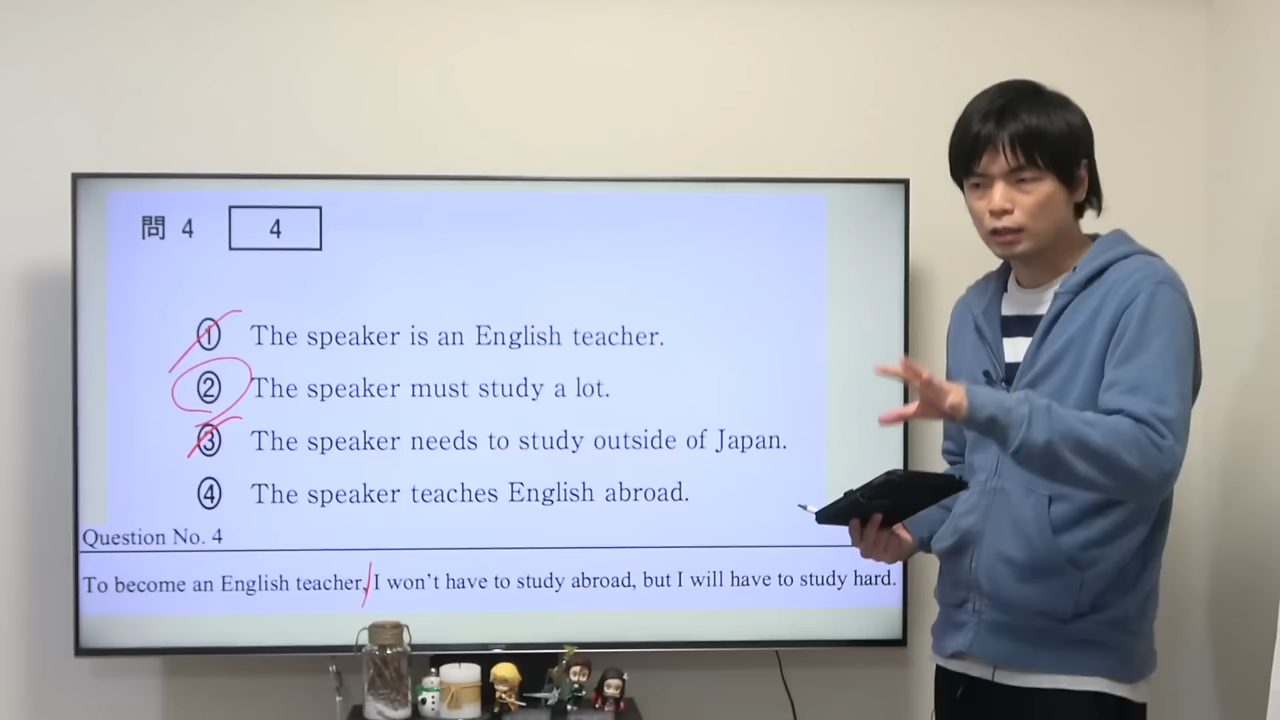 問 4 4
① The speaker is an English teacher.
② The speaker must study a lot.
③ The speaker needs to study outside of Japan.
④ The speaker teaches English abroad.
Question No. 4
To become an English teacher, I won't have to study abroad, but I will have to study hard.